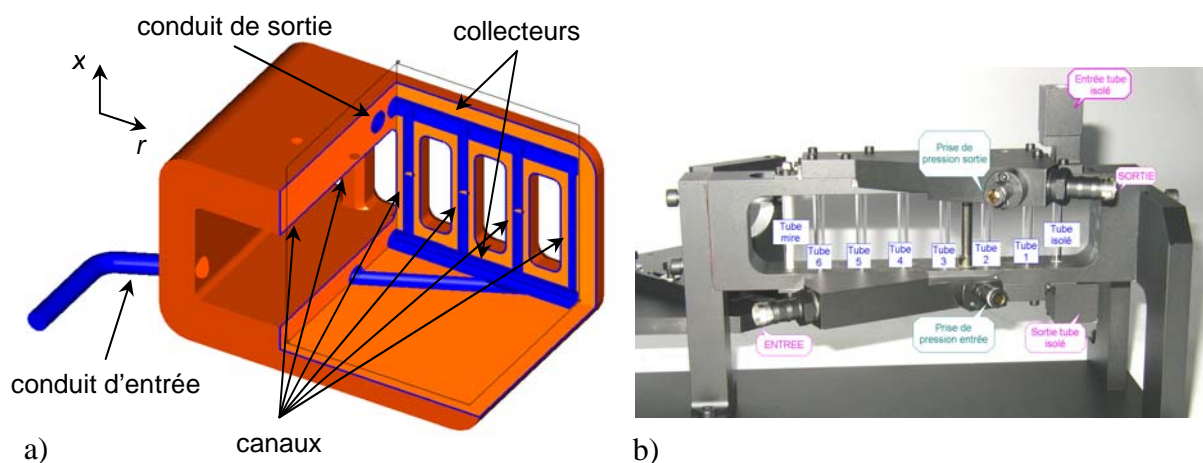 conduit de sortie
collecteurs
x
r
conduit d'entrée
canaux
a)
Entrée tube
isolé
Prise de
pression sortie
SORTIE
Tube
mire
Tube
6
Tube
5
Tube
4
Tube
3
Tube
2
Tube
1
Tube
isolé
ENTREE
Prise de
pression entrée
Sortie tube
isolé
b)